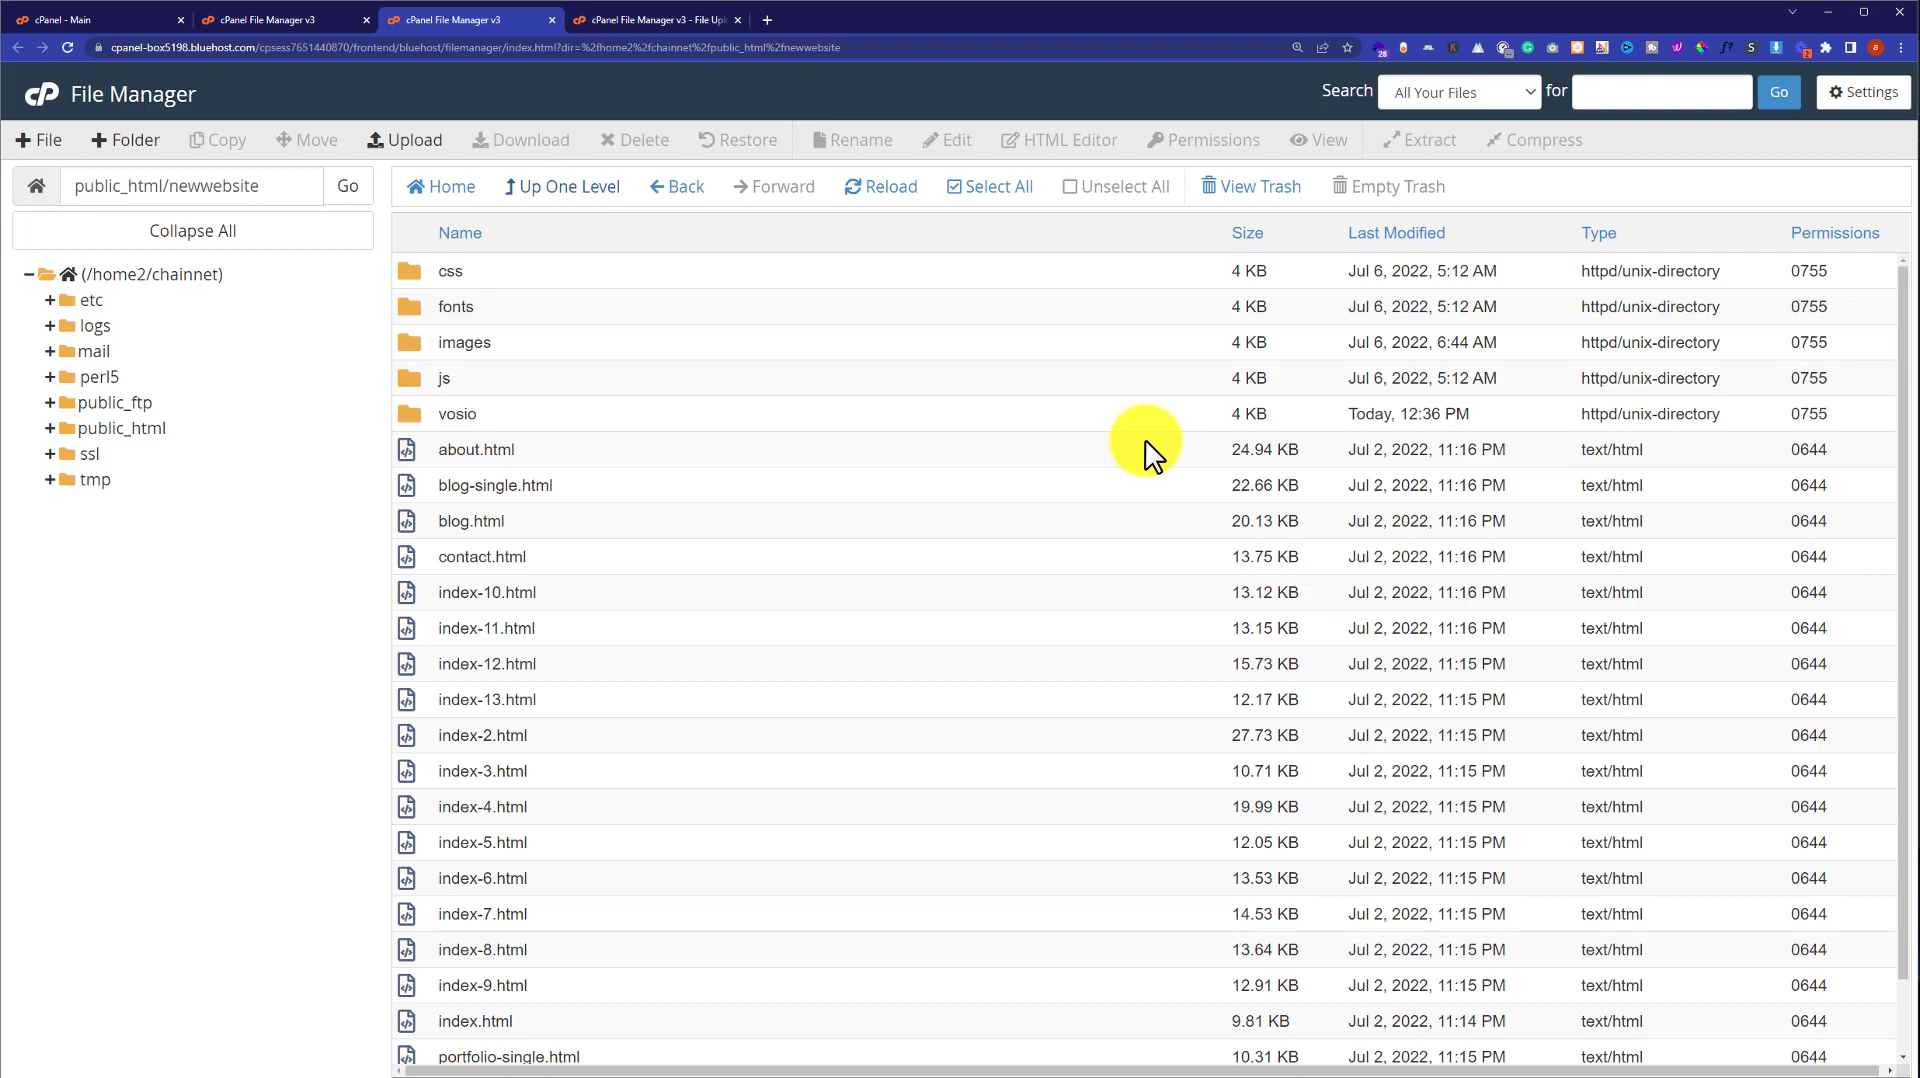 cPanel - Main
cPanel File Manager v3
cPanel File Manager v3
cPanel File Manager v3 - File Upl
cpanel-box5198.bluehost.com/cpsess7651440870/frontend/bluehost/filemanager/index.html?dir=%2fhome2%2fchainnet%2fpublic_html%2fnewwebsite
cP File Manager
Search All Your Files for Go Settings
File Folder Copy Move Upload Download Delete Restore Rename Edit HTML Editor Permissions View Extract Compress
public_html/newwebsite Go
Home Up One Level Back Forward Reload Select All Unselect All View Trash Empty Trash
Collapse All
(/home2/chainnet)
etc
logs
mail
perl5
public_ftp
public_html
ssl
tmp
Name Size Last Modified Type Permissions
css 4 KB Jul 6, 2022, 5:12 AM httpd/unix-directory 0755
fonts 4 KB Jul 6, 2022, 5:12 AM httpd/unix-directory 0755
images 4 KB Jul 6, 2022, 6:44 AM httpd/unix-directory 0755
js 4 KB Jul 6, 2022, 5:12 AM httpd/unix-directory 0755
vosio 4 KB Today, 12:36 PM httpd/unix-directory 0755
about.html 24.94 KB Jul 2, 2022, 11:16 PM text/html 0644
blog-single.html 22.66 KB Jul 2, 2022, 11:16 PM text/html 0644
blog.html 20.13 KB Jul 2, 2022, 11:16 PM text/html 0644
contact.html 13.75 KB Jul 2, 2022, 11:16 PM text/html 0644
index-10.html 13.12 KB Jul 2, 2022, 11:16 PM text/html 0644
index-11.html 13.15 KB Jul 2, 2022, 11:16 PM text/html 0644
index-12.html 15.73 KB Jul 2, 2022, 11:15 PM text/html 0644
index-13.html 12.17 KB Jul 2, 2022, 11:15 PM text/html 0644
index-2.html 27.73 KB Jul 2, 2022, 11:15 PM text/html 0644
index-3.html 10.71 KB Jul 2, 2022, 11:15 PM text/html 0644
index-4.html 19.99 KB Jul 2, 2022, 11:15 PM text/html 0644
index-5.html 12.05 KB Jul 2, 2022, 11:15 PM text/html 0644
index-6.html 13.53 KB Jul 2, 2022, 11:15 PM text/html 0644
index-7.html 14.53 KB Jul 2, 2022, 11:15 PM text/html 0644
index-8.html 13.64 KB Jul 2, 2022, 11:15 PM text/html 0644
index-9.html 12.91 KB Jul 2, 2022, 11:15 PM text/html 0644
index.html 9.81 KB Jul 2, 2022, 11:14 PM text/html 0644
portfolio-single.html 10.31 KB Jul 2, 2022, 11:15 PM text/html 0644